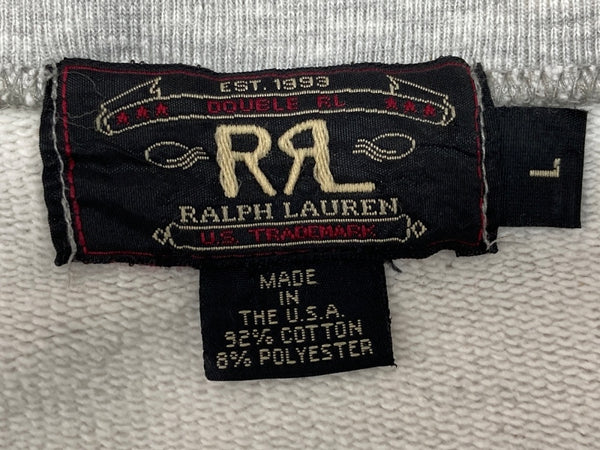 EST. 1993
DOUBLE RL
RRL
RALPH LAUREN
U.S. TRADEMARK
L
MADE
IN
THE U.S.A.
92% COTTON
8% POLYESTER